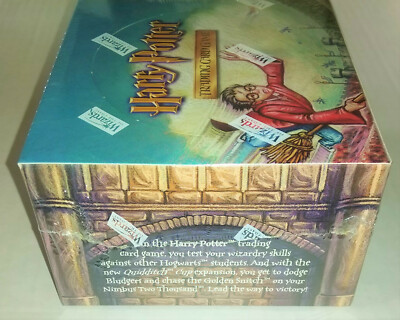 Harry Potter
TRADING CARD GAME
Wizards
Wizards
Wizards
Wizards
Wizards
Wizards
In the Harry Potter™ trading
card game, you test your wizardry skills
against other Hogwarts™ students. And with the
new Quidditch™ Cup expansion, you get to dodge
Bludgers and chase the Golden Snitch™ on your
Nimbus Two Thousand™. Lead the way to victory!